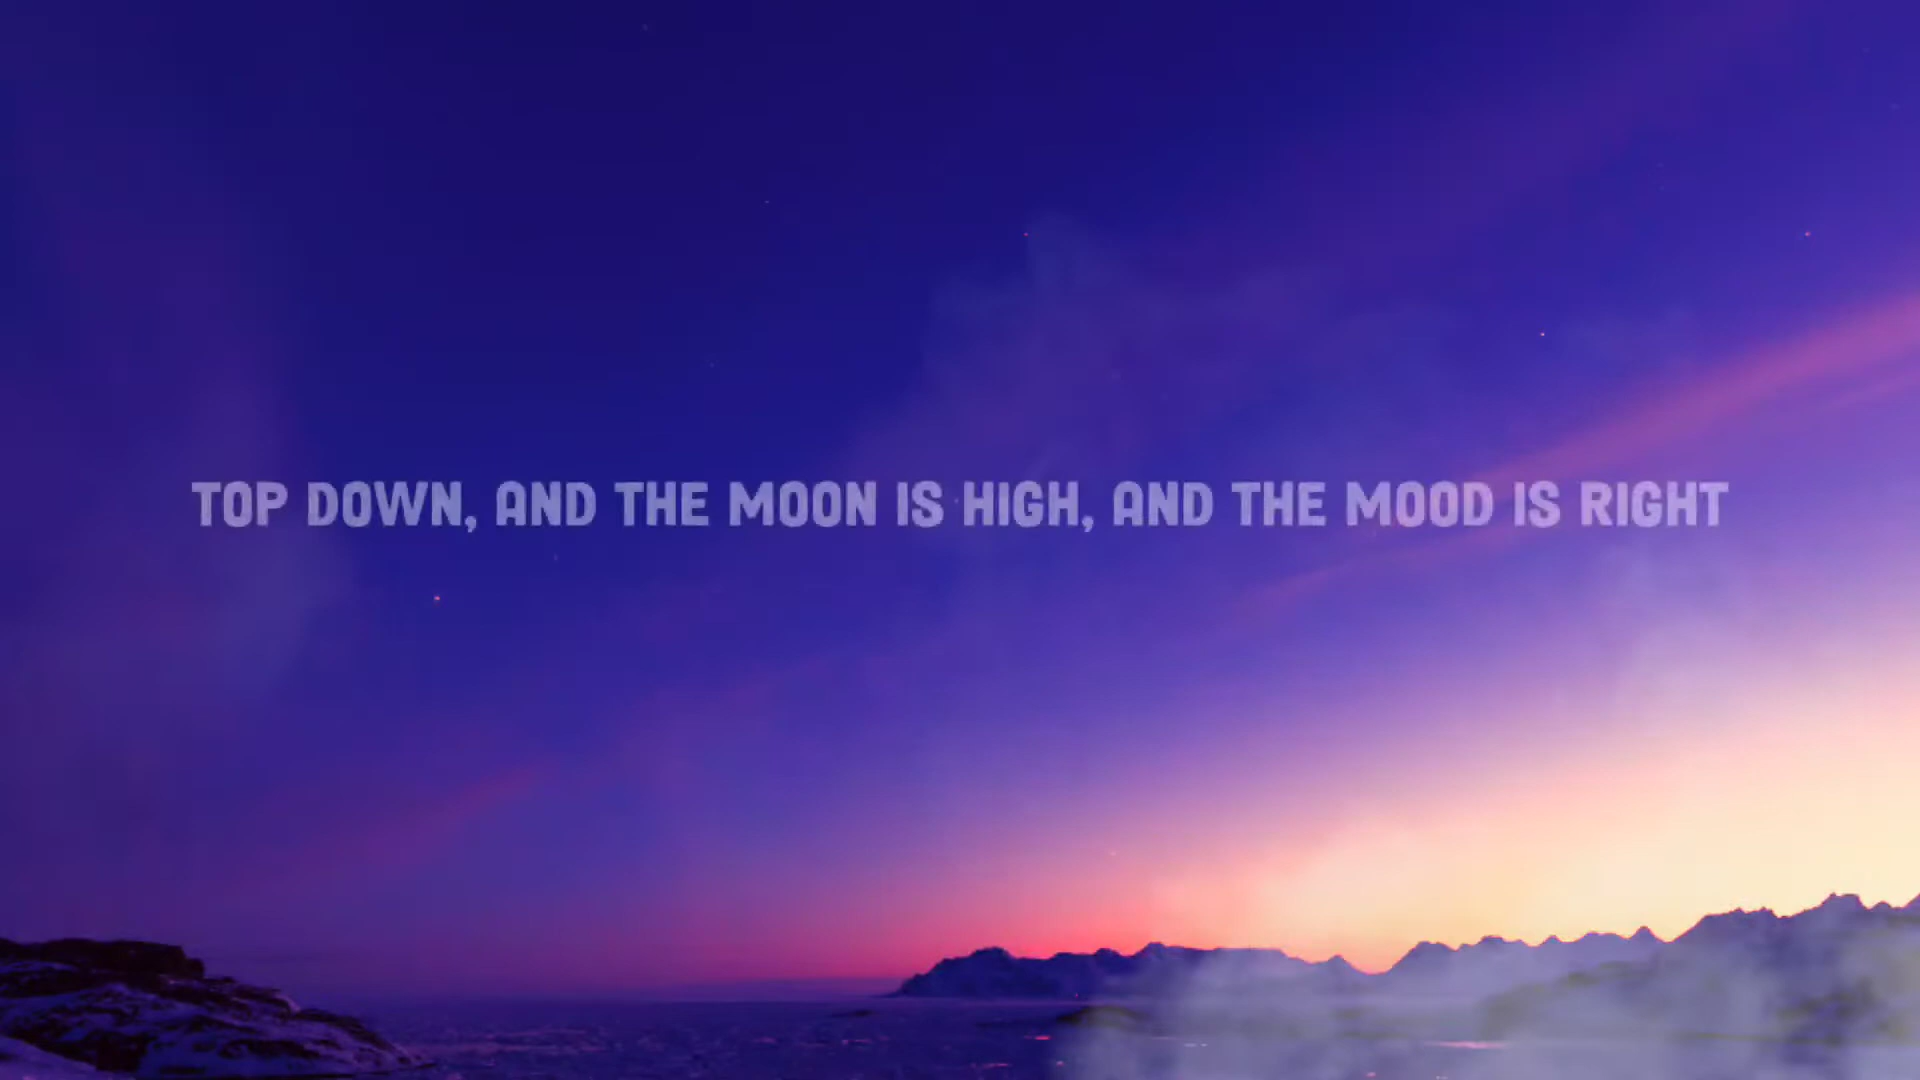 TOP DOWN, AND THE MOON IS HIGH, AND THE MOOD IS RIGHT